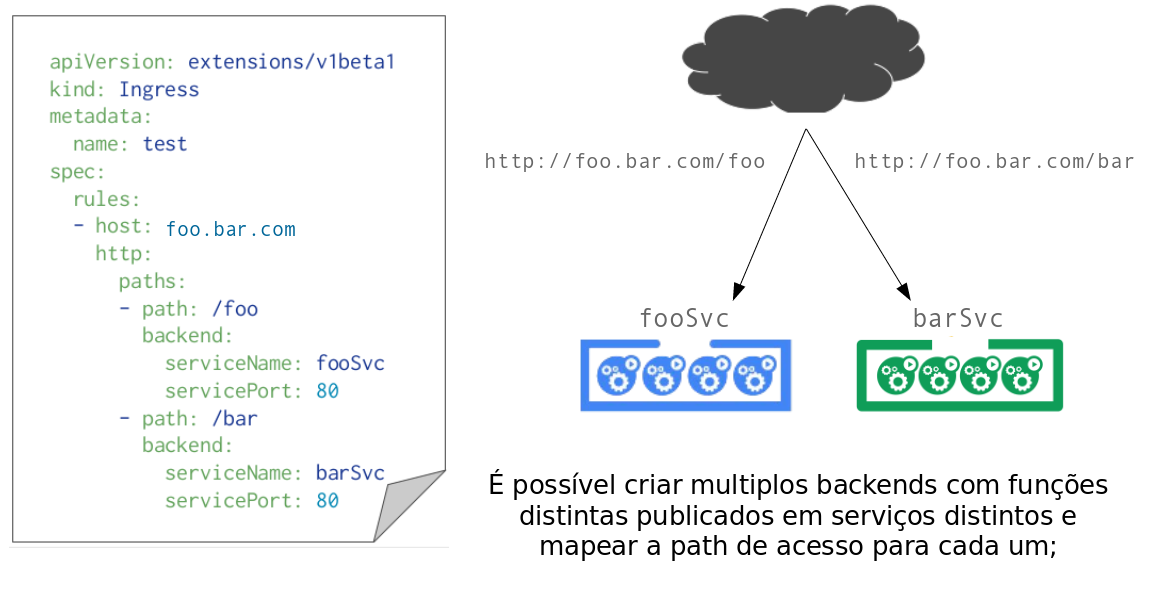 apiVersion: extensions/v1beta1
kind: Ingress
metadata:
  name: test
spec:
  rules:
  - host: foo.bar.com
    http:
      paths:
      - path: /foo
        backend:
          serviceName: fooSvc
          servicePort: 80
      - path: /bar
        backend:
          serviceName: barSvc
          servicePort: 80
http://foo.bar.com/foo
http://foo.bar.com/bar
fooSvc
barSvc
É possível criar multiplos backends com funções
distintas publicados em serviços distintos e
mapear a path de acesso para cada um;